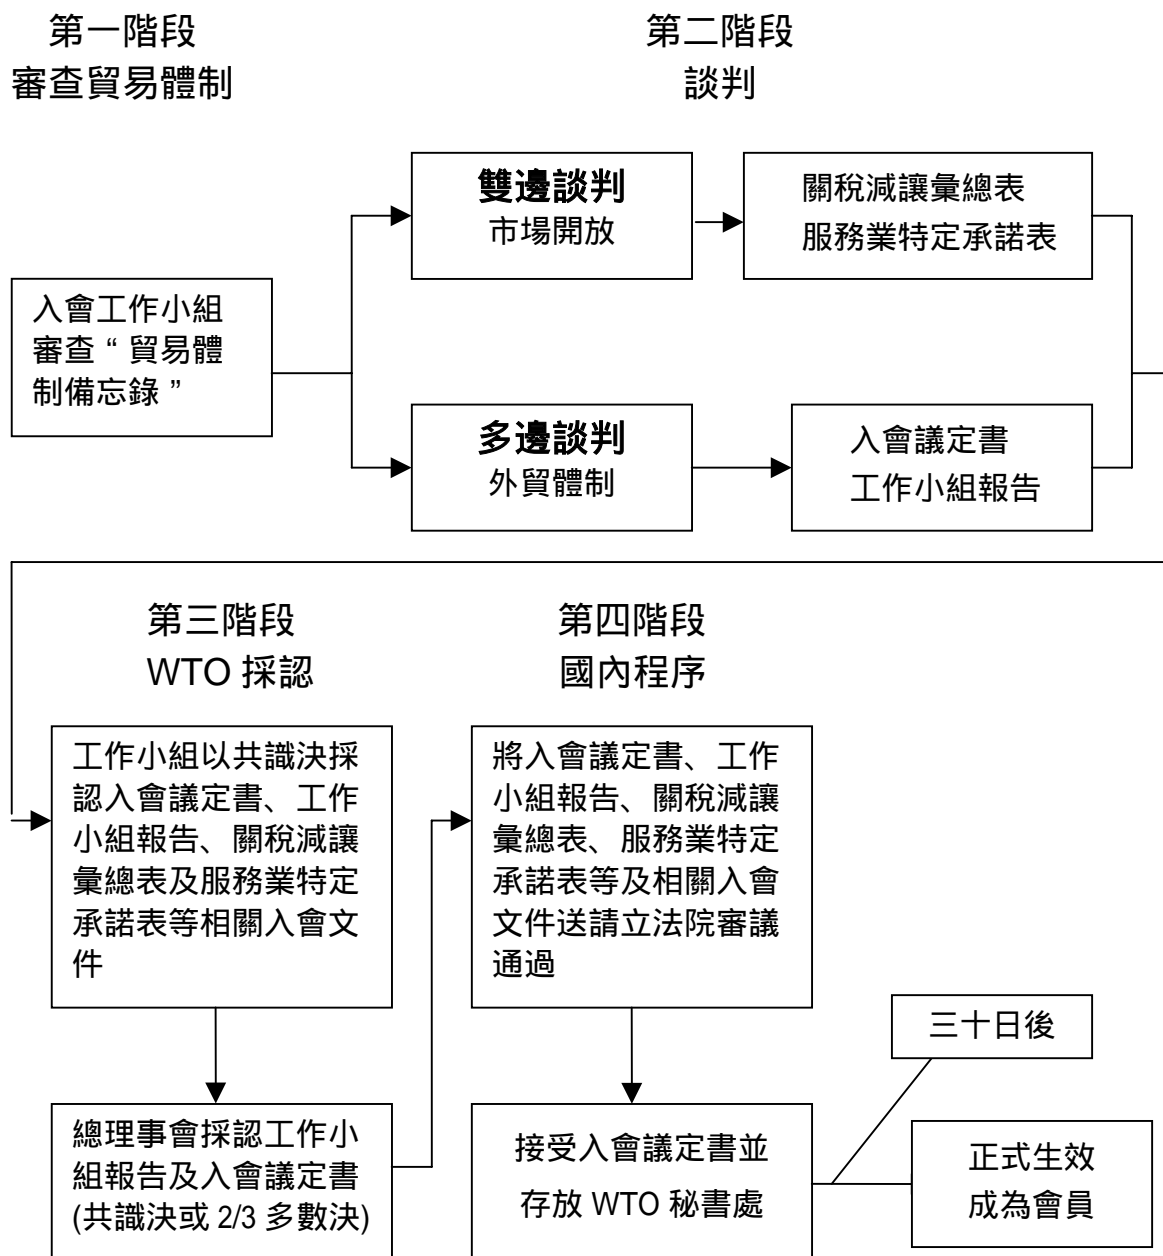 第一階段
審查貿易體制
第二階段
談判
入會工作小組
審查“貿易體
制備忘錄”
雙邊談判
市場開放
關稅減讓彙總表
服務業特定承諾表
多邊談判
外貿體制
入會議定書
工作小組報告
第三階段
WTO 採認
工作小組以共識決採
認入會議定書、工作
小組報告、關稅減讓
彙總表及服務業特定
承諾表等相關入會文
件
總理事會採認工作小
組報告及入會議定書
(共識決或 2/3 多數決)
第四階段
國內程序
將入會議定書、工作
小組報告、關稅減讓
彙總表、服務業特定
承諾表等及相關入會
文件送請立法院審議
通過
接受入會議定書並
存放 WTO 秘書處
三十日後
正式生效
成為會員